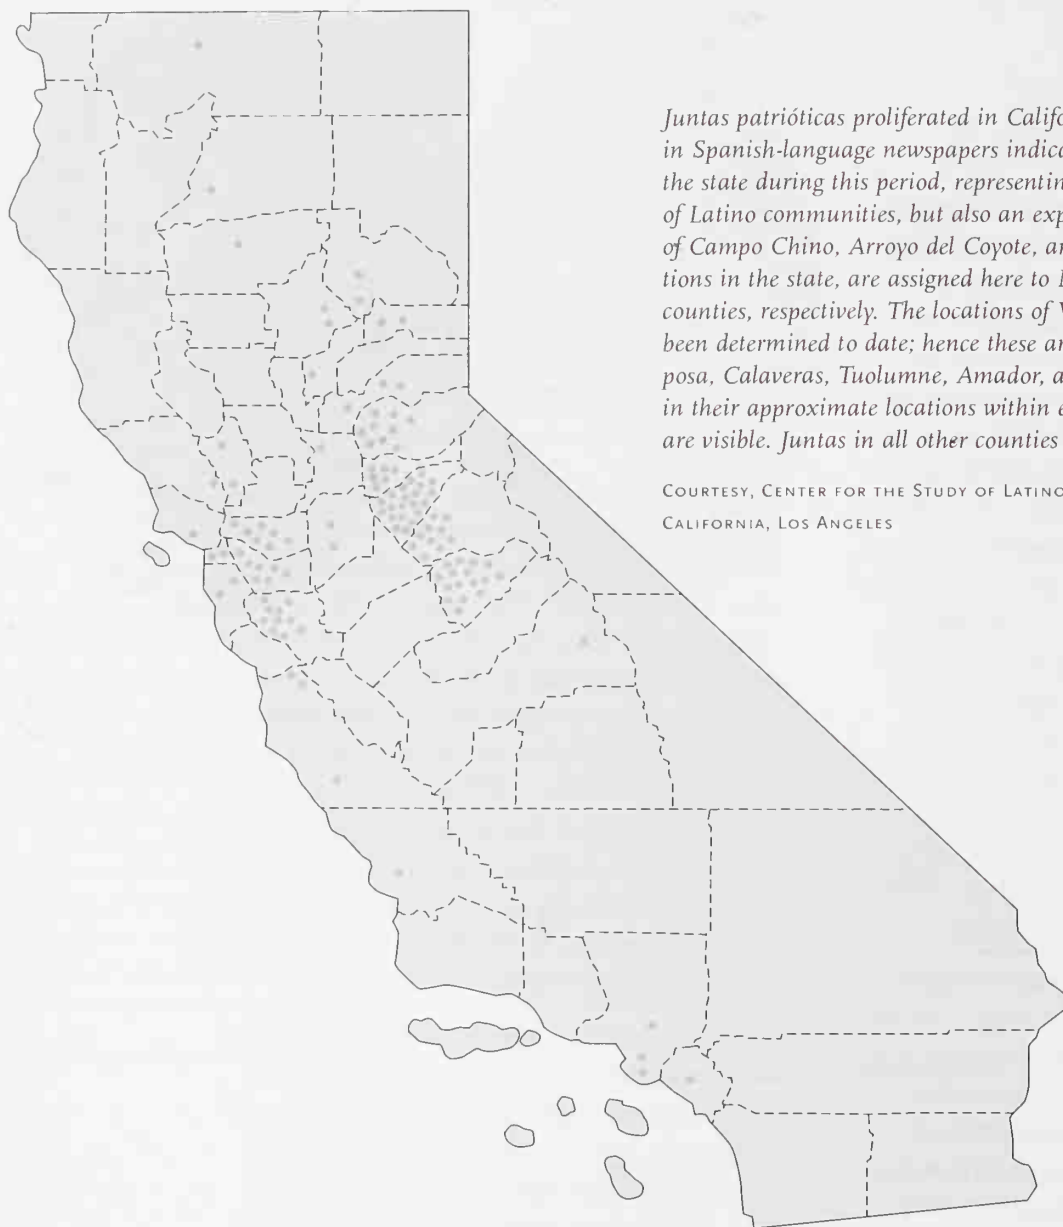 Juntas patrióticas proliferated in Califo
in Spanish-language newspapers indica
the state during this period, representin
of Latino communities, but also an exp
of Campo Chino, Arroyo del Coyote, ar
tions in the state, are assigned here to
counties, respectively. The locations of
been determined to date; hence these ar
posa, Calaveras, Tuolumne, Amador, a
in their approximate locations within e
are visible. Juntas in all other counties
COURTESY, CENTER FOR THE STUDY OF LATINO
CALIFORNIA, LOS ANGELES